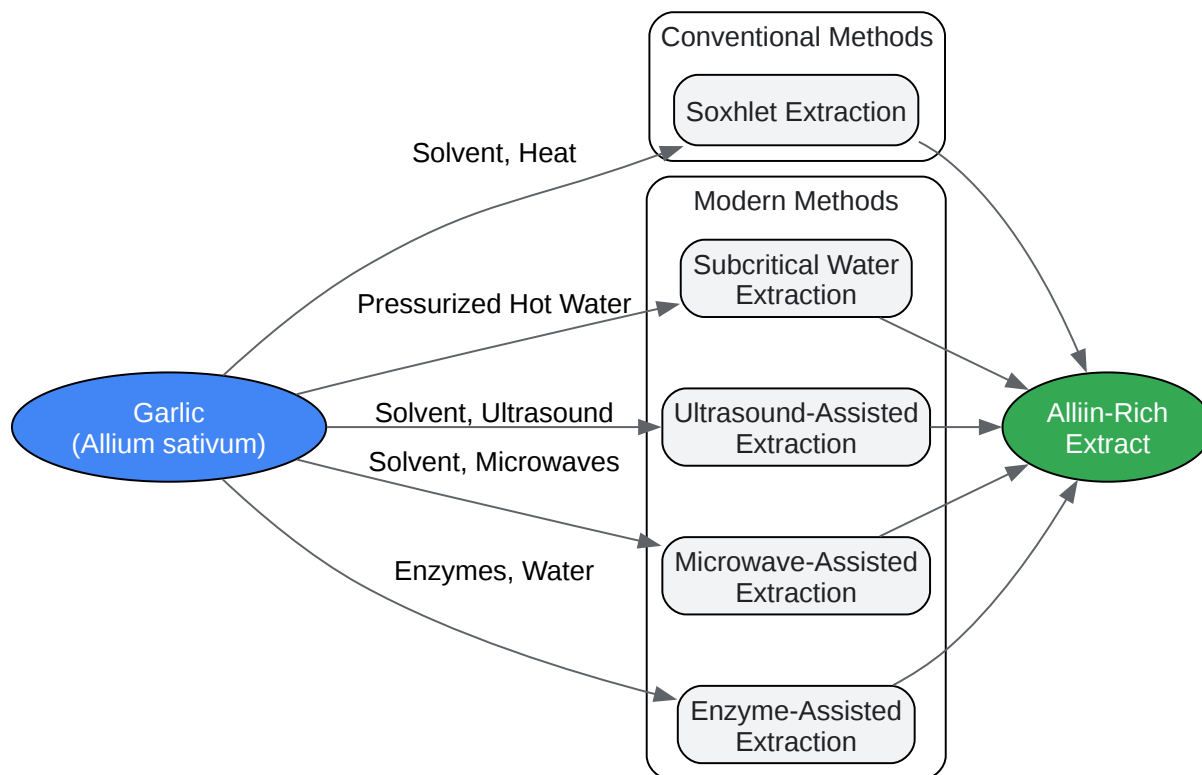 Conventional Methods
Soxhlet Extraction
Solvent, Heat
Modern Methods
Subcritical Water
Extraction
Pressurized Hot Water
Garlic
(Allium sativum)
Solvent, Ultrasound
Ultrasound-Assisted
Extraction
Alliin-Rich
Extract
Solvent, Microwaves
Microwave-Assisted
Extraction
Enzymes, Water
Enzyme-Assisted
Extraction